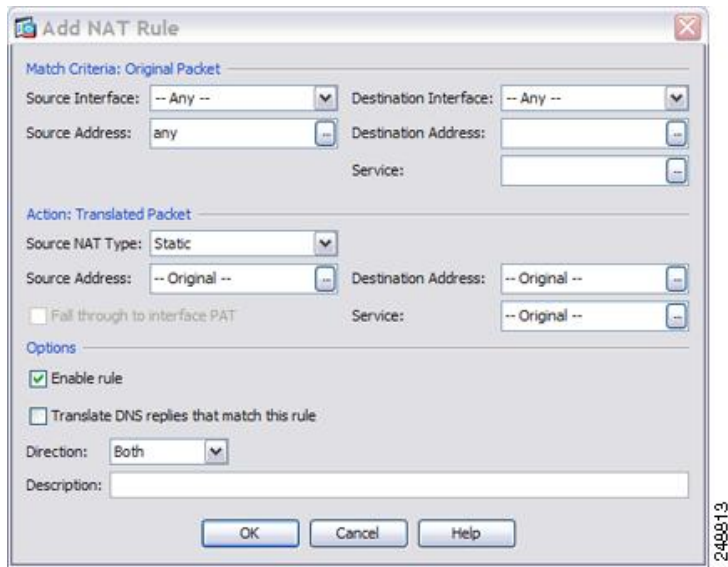 Add NAT Rule
Match Criteria: Original Packet
Source Interface: -- Any -- Destination Interface: -- Any --
Source Address: any ... Destination Address: ...
Service: ...
Action: Translated Packet
Source NAT Type: Static
Source Address: -- Original -- ... Destination Address: -- Original -- ...
Fall through to interface PAT Service: -- Original -- ...
Options
Enable rule
Translate DNS replies that match this rule
Direction: Both
Description:
OK Cancel Help
248813